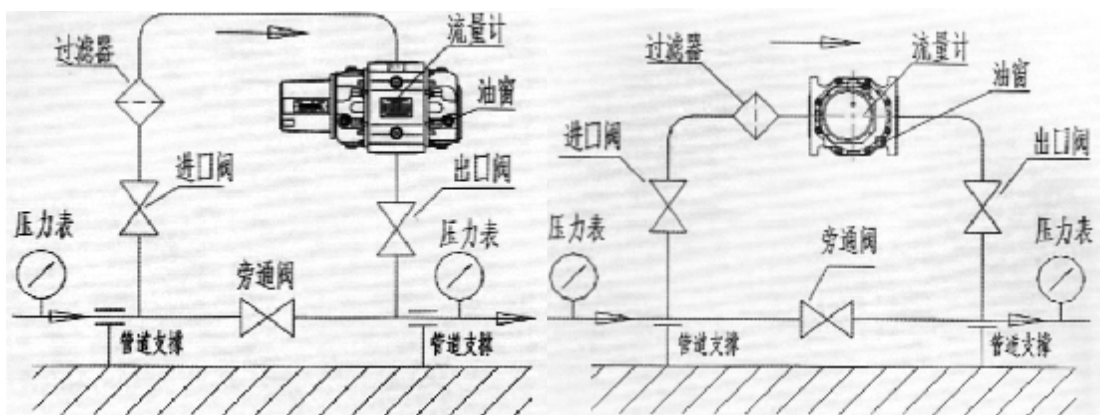 过滤器
流量计
油窗
进口阀
出口阀
压力表
压力表
旁通阀
管道支撑
管道支撑
过滤器
流量计
油窗
进口阀
出口阀
压力表
压力表
旁通阀
管道支撑
管道支撑